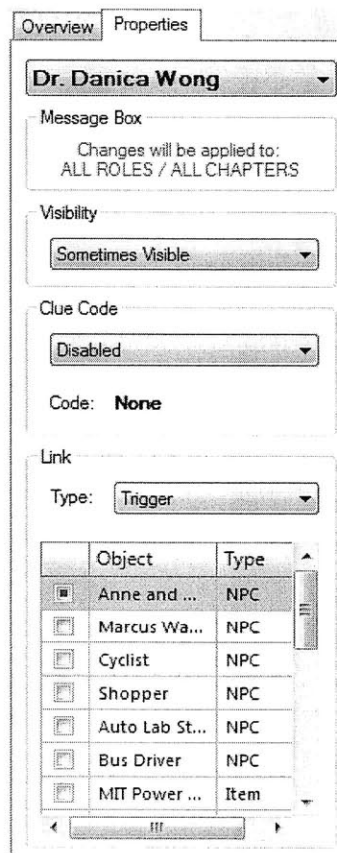 Overview Properties
Dr. Danica Wong
Message Box
Changes will be applied to:
ALL ROLES / ALL CHAPTERS
Visibility
Sometimes Visible
Clue Code
Disabled
Code: None
Link
Type: Trigger
Object Type
Anne and ... NPC
Marcus Wa... NPC
Cyclist NPC
Shopper NPC
Auto Lab St... NPC
Bus Driver NPC
MIT Power ... Item